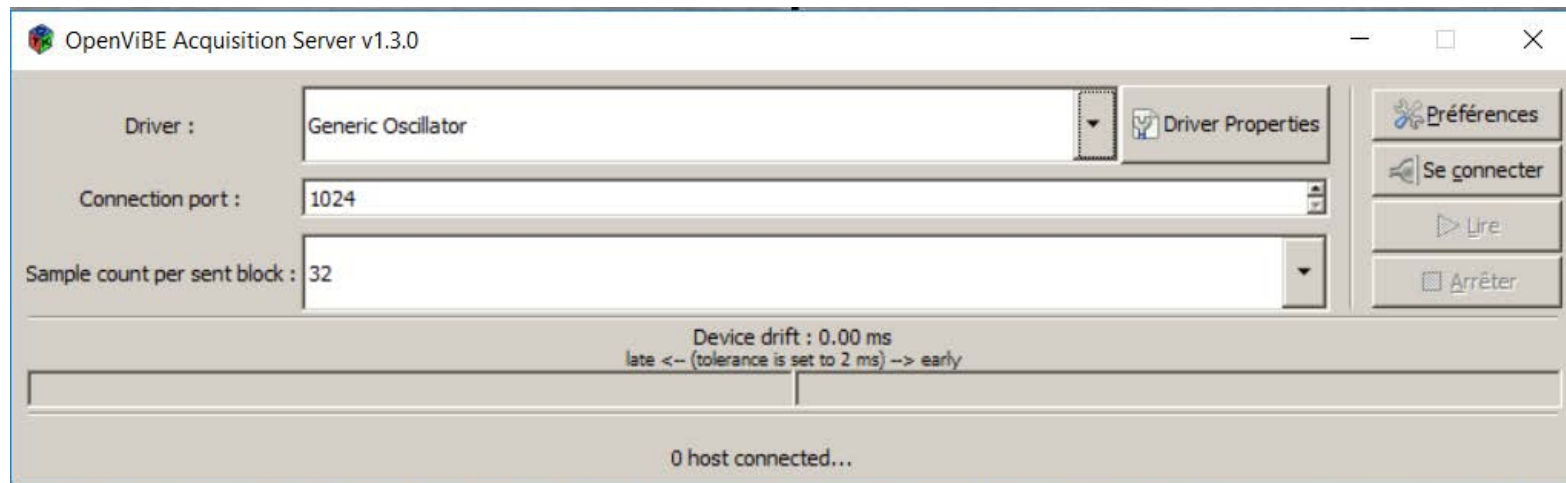 OpenViBE Acquisition Server v1.3.0
Driver :
Generic Oscillator
Driver Properties
Préférences
Connection port :
1024
Se connecter
Lire
Sample count per sent block :
32
Arrêter
Device drift : 0.00 ms
late <-- (tolerance is set to 2 ms) --> early
0 host connected...